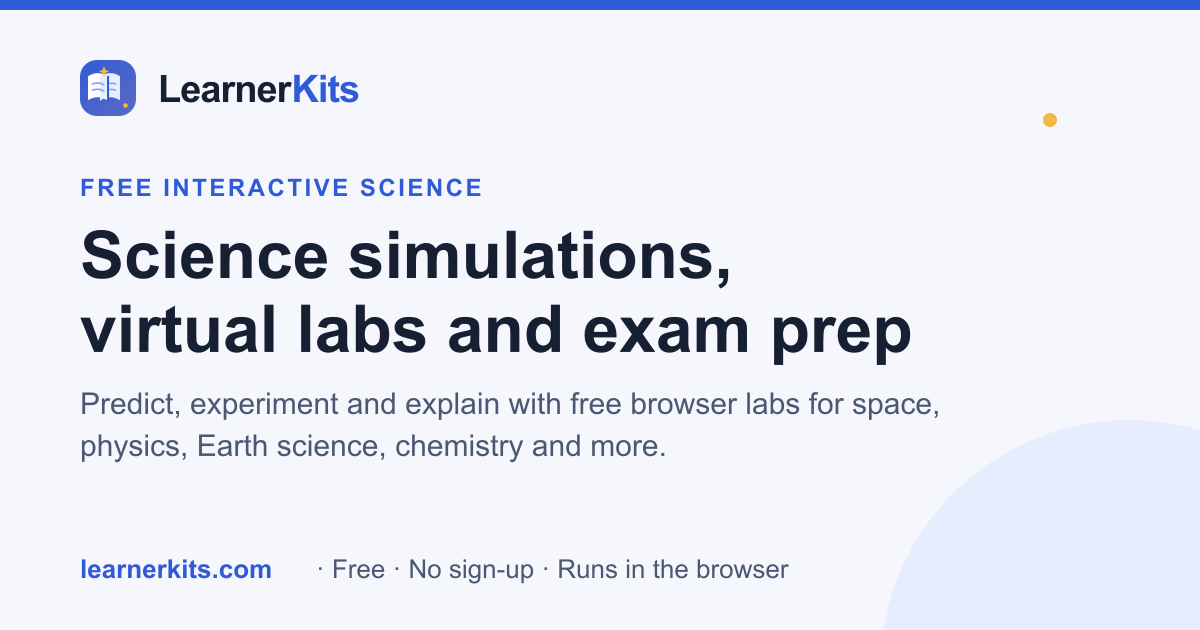 LearnerKits
FREE INTERACTIVE SCIENCE
Science simulations,
virtual labs and exam prep
Predict, experiment and explain with free browser labs for space,
physics, Earth science, chemistry and more.
learnerkits.com · Free · No sign-up · Runs in the browser